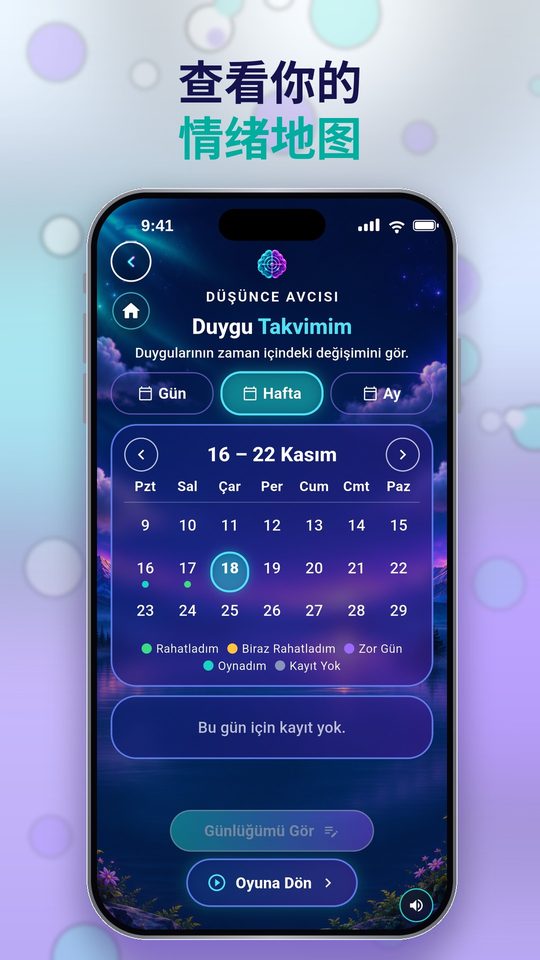 查看你的
情绪地图
9:41
DÜŞÜNCE AVCISI
Duygu Takvimim
Duygularının zaman içindeki değişimini gör.
Gün Hafta Ay
16 – 22 Kasım
Pzt Sal Çar Per Cum Cmt Paz
9 10 11 12 13 14 15
16 17 18 19 20 21 22
23 24 25 26 27 28 29
Rahatladım Biraz Rahatladım Zor Gün
Oynadım Kayıt Yok
Bu gün için kayıt yok.
Günlüğümü Gör
Oyuna Dön